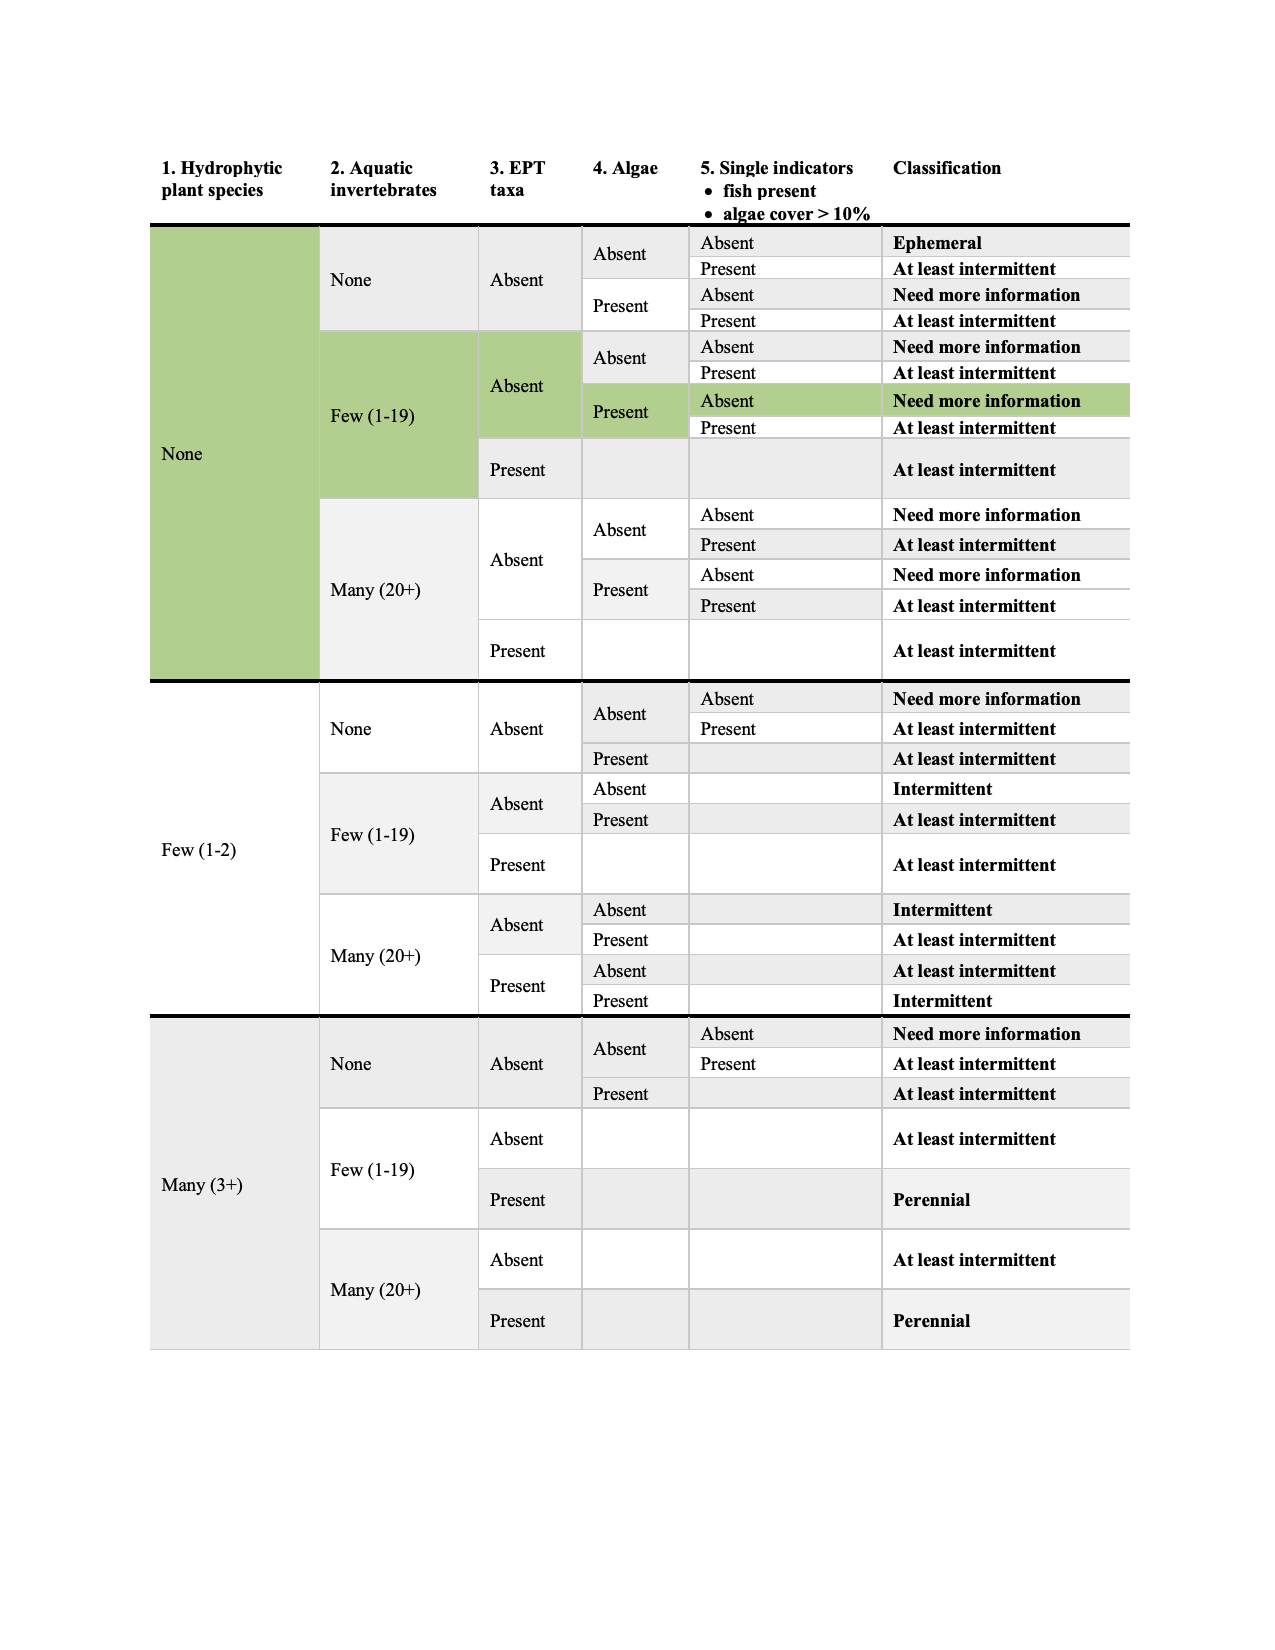 1. Hydrophytic plant species	2. Aquatic invertebrates	3. EPT taxa	4. Algae	5. Single indicators • fish present • algae cover > 10%	Classification
None	None	Absent	Absent	Absent	Ephemeral
Present	At least intermittent
Present	Absent	Need more information
Present	At least intermittent
Few (1-19)	Absent	Absent	Absent	Need more information
Present	At least intermittent
Present	Absent	Need more information
Present	At least intermittent
Present	At least intermittent
Many (20+)	Absent	Absent	Absent	Need more information
Present	At least intermittent
Present	Absent	Need more information
Present	At least intermittent
Present	At least intermittent
Few (1-2)	None	Absent	Absent	Absent	Need more information
Present	At least intermittent
Present	At least intermittent
Few (1-19)	Absent	Absent	Intermittent
Present	At least intermittent
Present	At least intermittent
Many (20+)	Absent	Absent	Intermittent
Present	At least intermittent
Present	Absent	At least intermittent
Present	Intermittent
Many (3+)	None	Absent	Absent	Absent	Need more information
Present	At least intermittent
Present	At least intermittent
Few (1-19)	Absent	At least intermittent
Present	Perennial
Many (20+)	Absent	At least intermittent
Present	Perennial